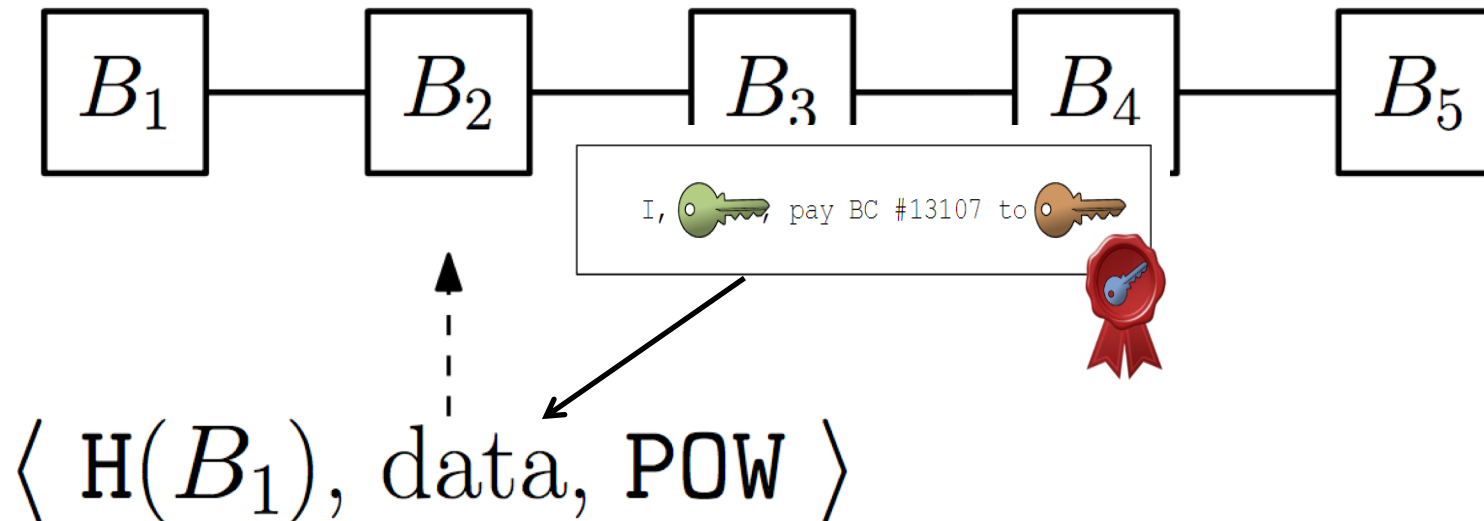 B₁ B₂ B₃ B₄ B₅
I, , pay BC #13107 to
⟨ H(B₁), data, POW ⟩